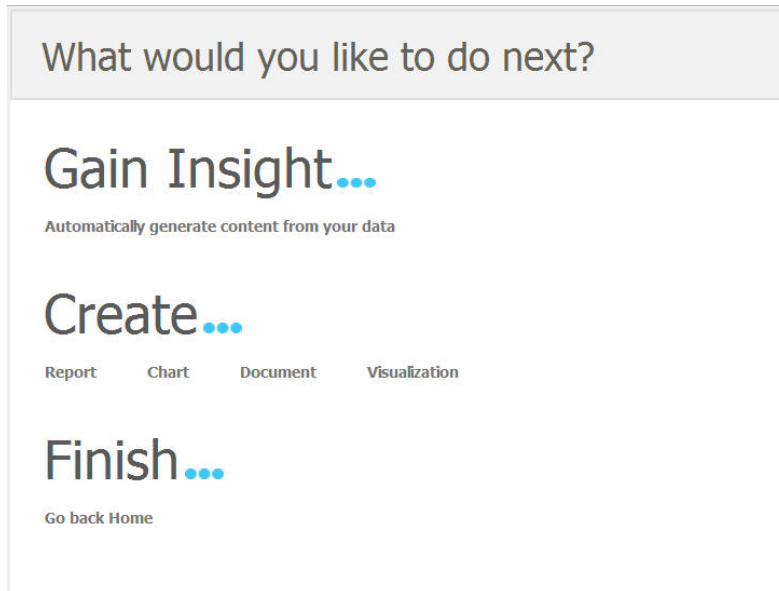 What would you like to do next?
Gain Insight...
Automatically generate content from your data
Create...
Report Chart Document Visualization
Finish...
Go back Home